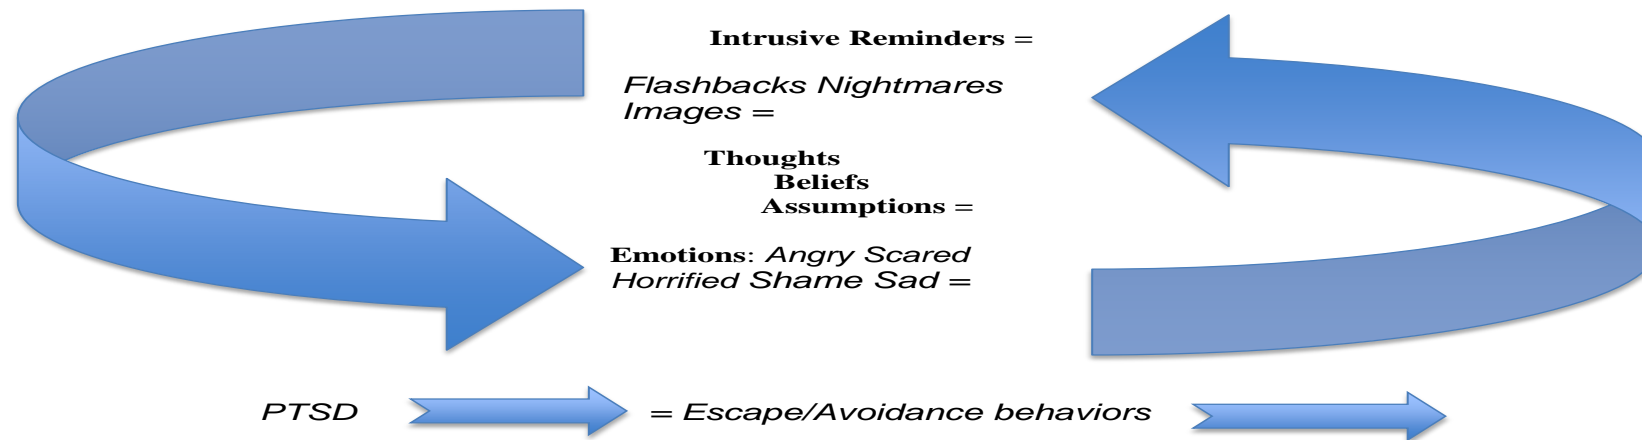 Intrusive Reminders =
Flashbacks Nightmares
Images =
Thoughts
Beliefs
Assumptions =
Emotions: Angry Scared
Horrified Shame Sad =
PTSD = Escape/Avoidance behaviors